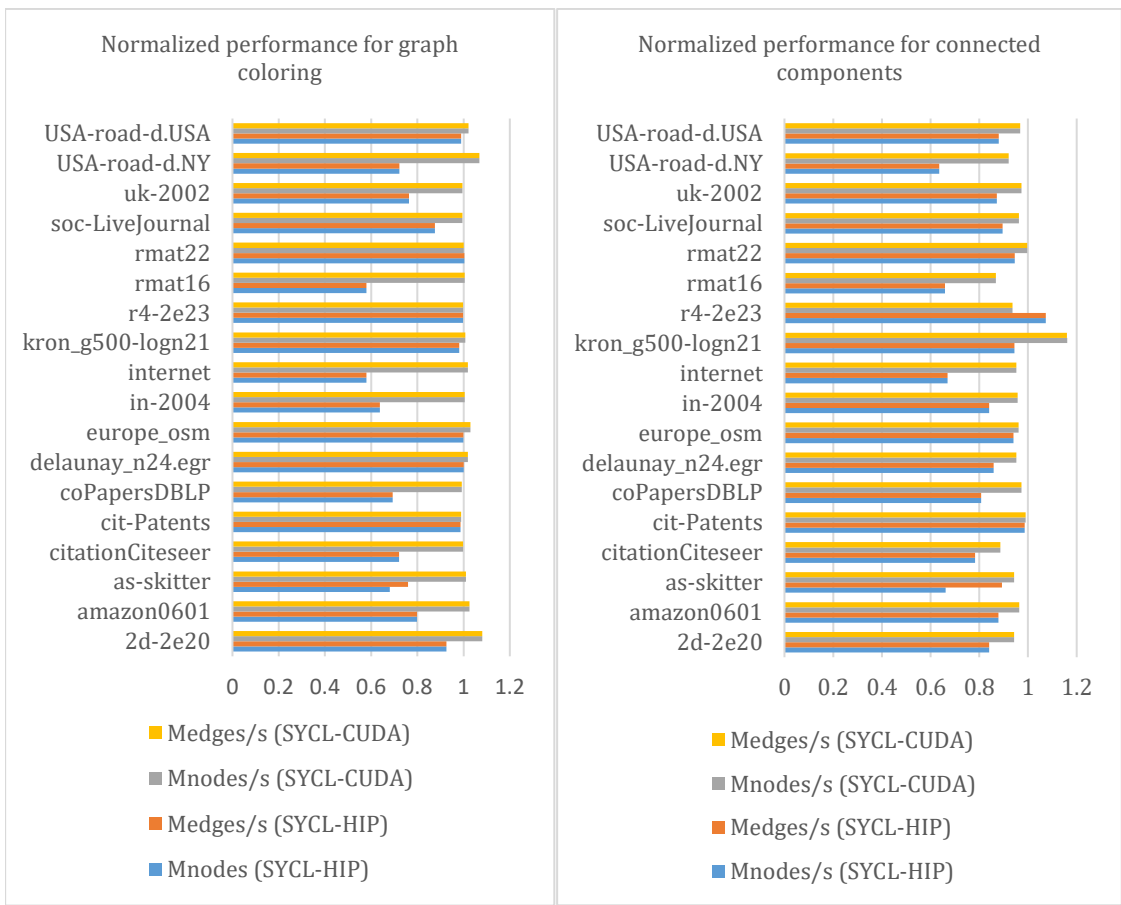 Normalized performance for graph
coloring
USA-road-d.USA
USA-road-d.NY
uk-2002
soc-LiveJournal
rmat22
rmat16
r4-2e23
kron_g500-logn21
internet
in-2004
europe_osm
delaunay_n24.egr
coPapersDBLP
cit-Patents
citationCiteseer
as-skitter
amazon0601
2d-2e20
0 0.2 0.4 0.6 0.8 1 1.2
Medges/s (SYCL-CUDA)
Mnodes/s (SYCL-CUDA)
Medges/s (SYCL-HIP)
Mnodes (SYCL-HIP)
Normalized performance for connected
components
USA-road-d.USA
USA-road-d.NY
uk-2002
soc-LiveJournal
rmat22
rmat16
r4-2e23
kron_g500-logn21
internet
in-2004
europe_osm
delaunay_n24.egr
coPapersDBLP
cit-Patents
citationCiteseer
as-skitter
amazon0601
2d-2e20
0 0.2 0.4 0.6 0.8 1 1.2
Medges/s (SYCL-CUDA)
Mnodes/s (SYCL-CUDA)
Medges/s (SYCL-HIP)
Mnodes/s (SYCL-HIP)